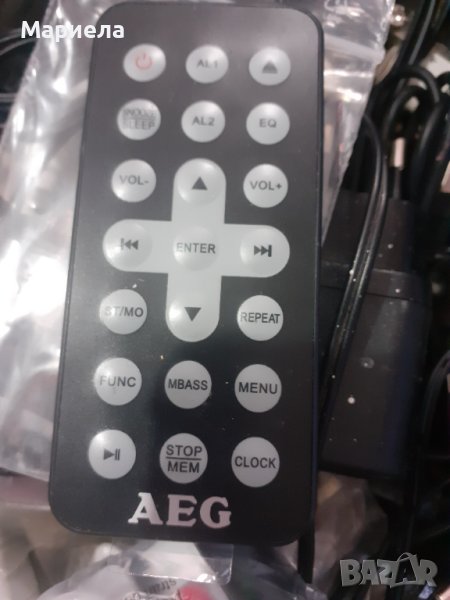 Мариела
AL1
SNOOZE
SLEEP
AL2
EQ
VOL-
VOL+
ENTER
ST/MO
REPEAT
FUNC
MBASS
MENU
STOP
MEM
CLOCK
AEG
BAZAR